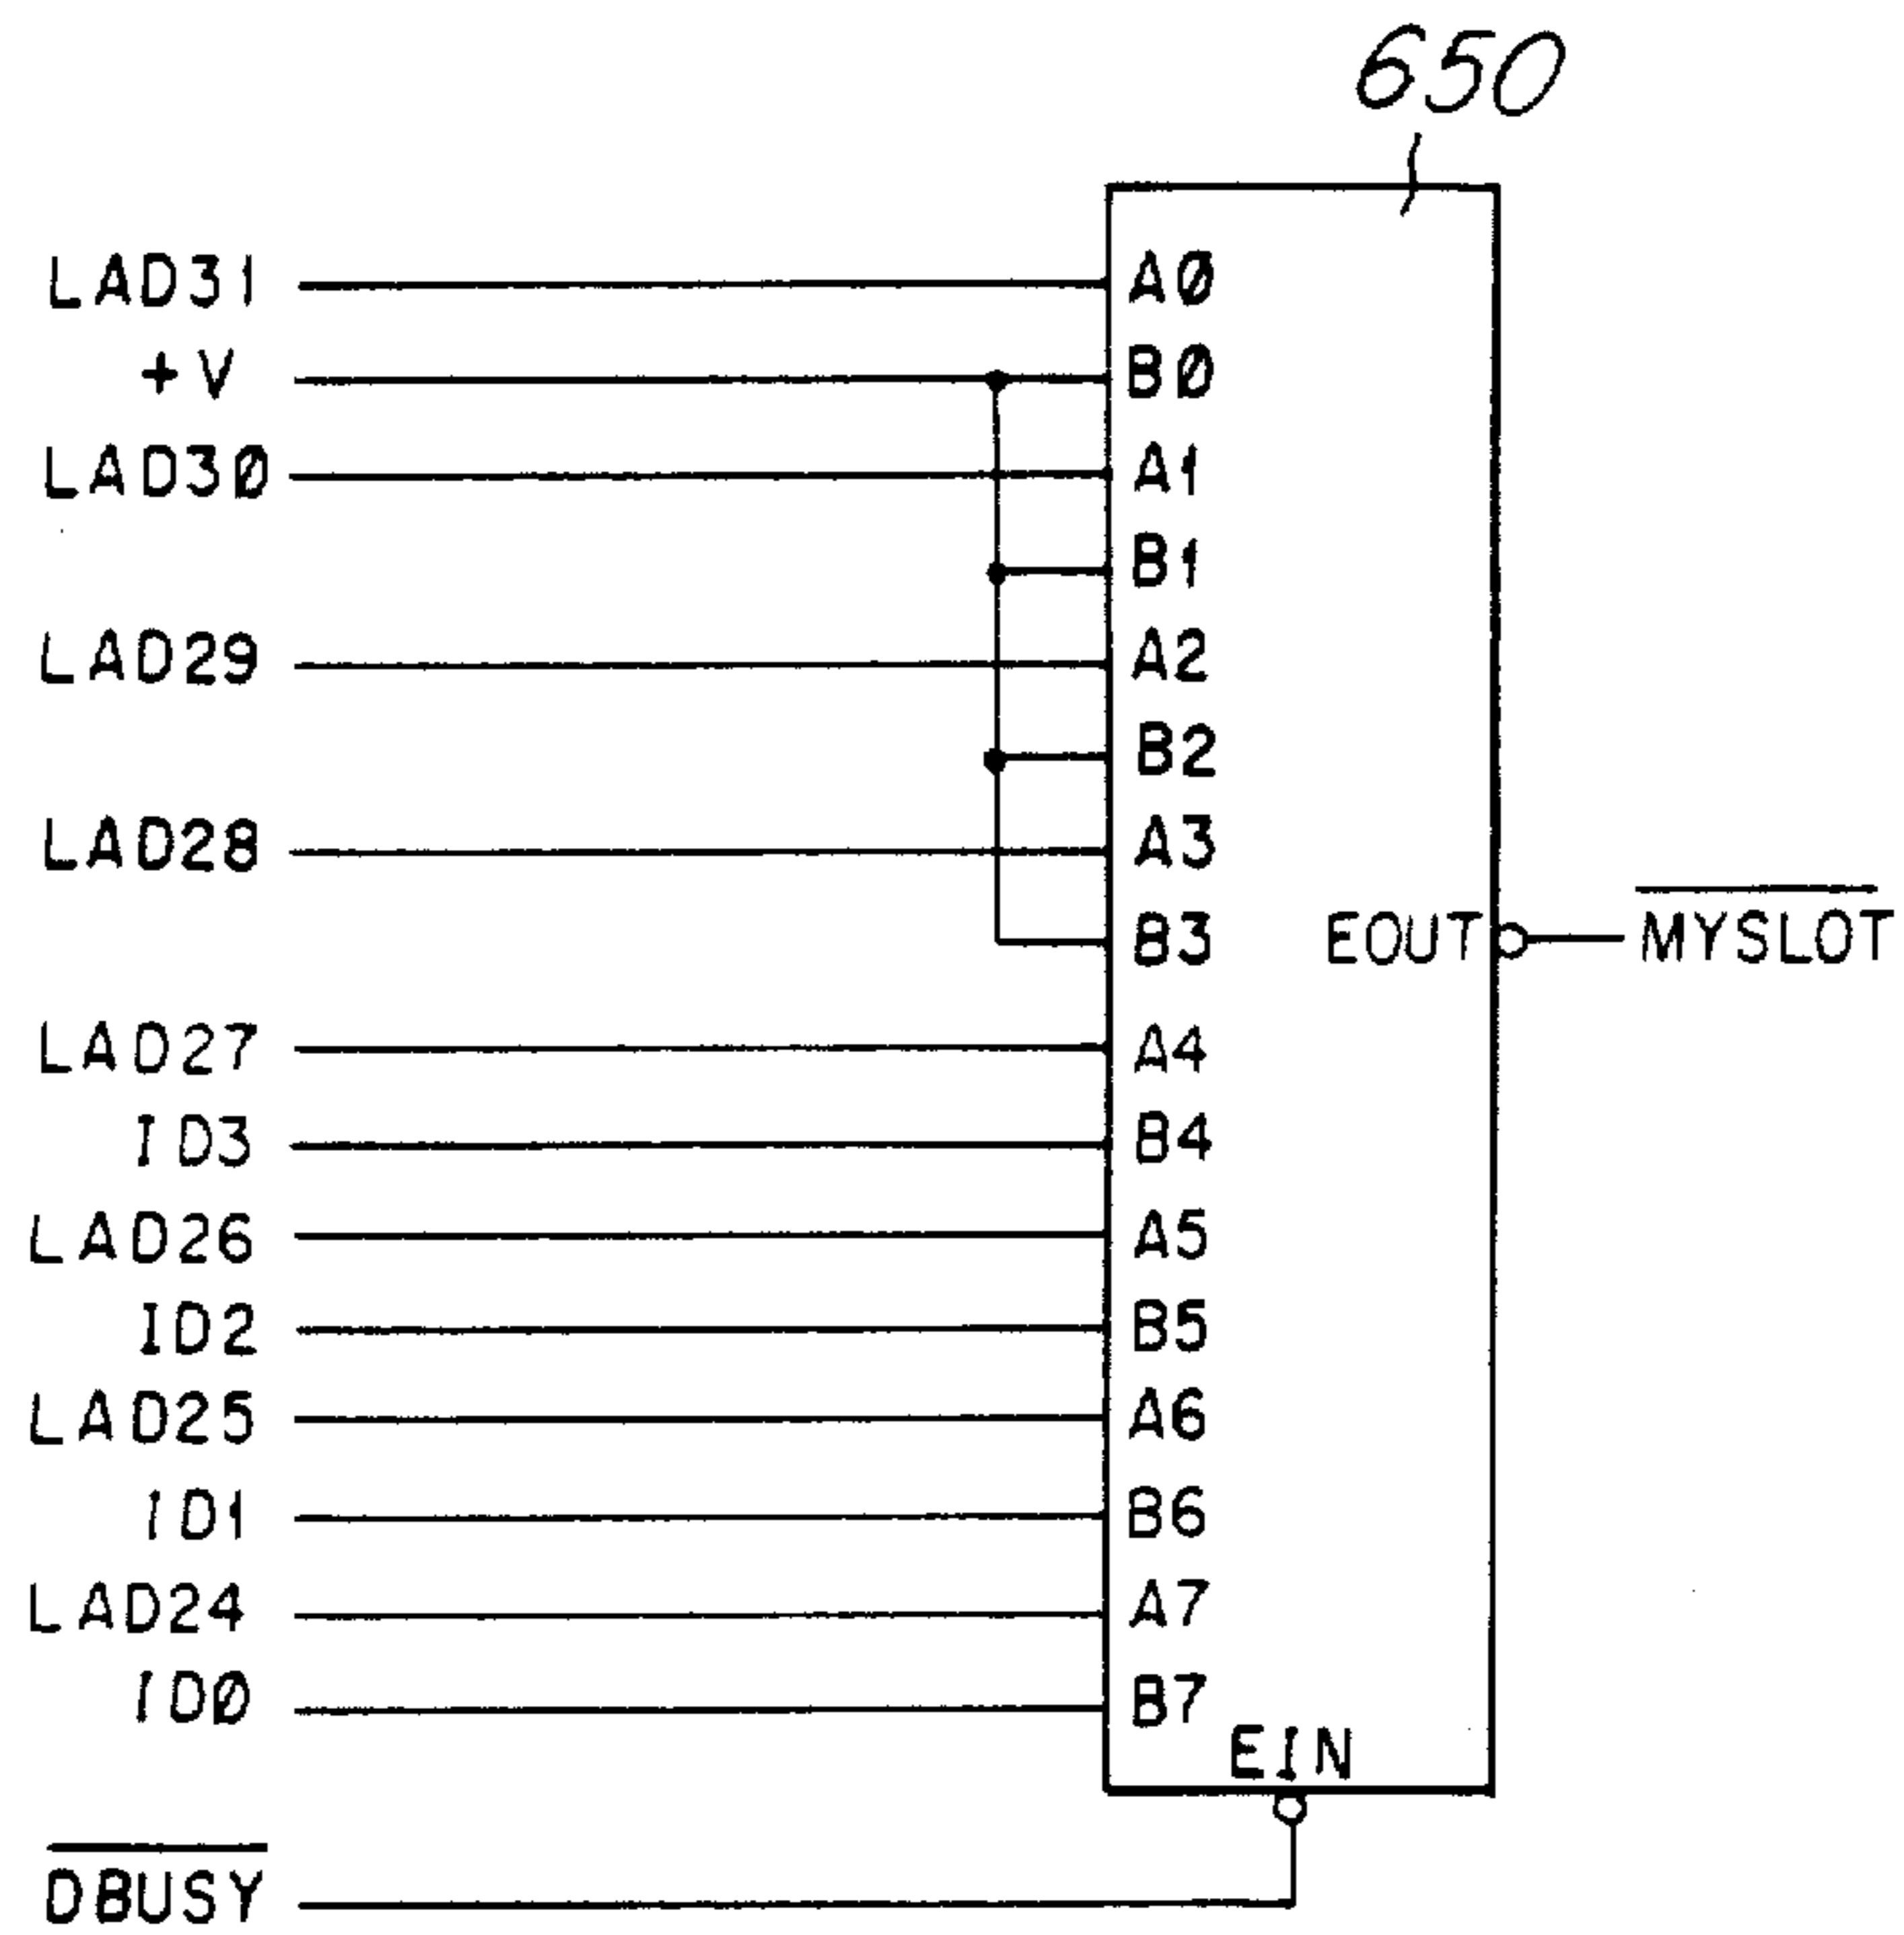 650
LAD31 A0
+V B0
LAD30 A1
B1
LAD29 A2
B2
LAD28 A3
B3 EOUT MYSLOT
LAD27 A4
ID3 B4
LAD26 A5
ID2 B5
LAD25 A6
ID1 B6
LAD24 A7
ID0 B7
EIN
DBUSY